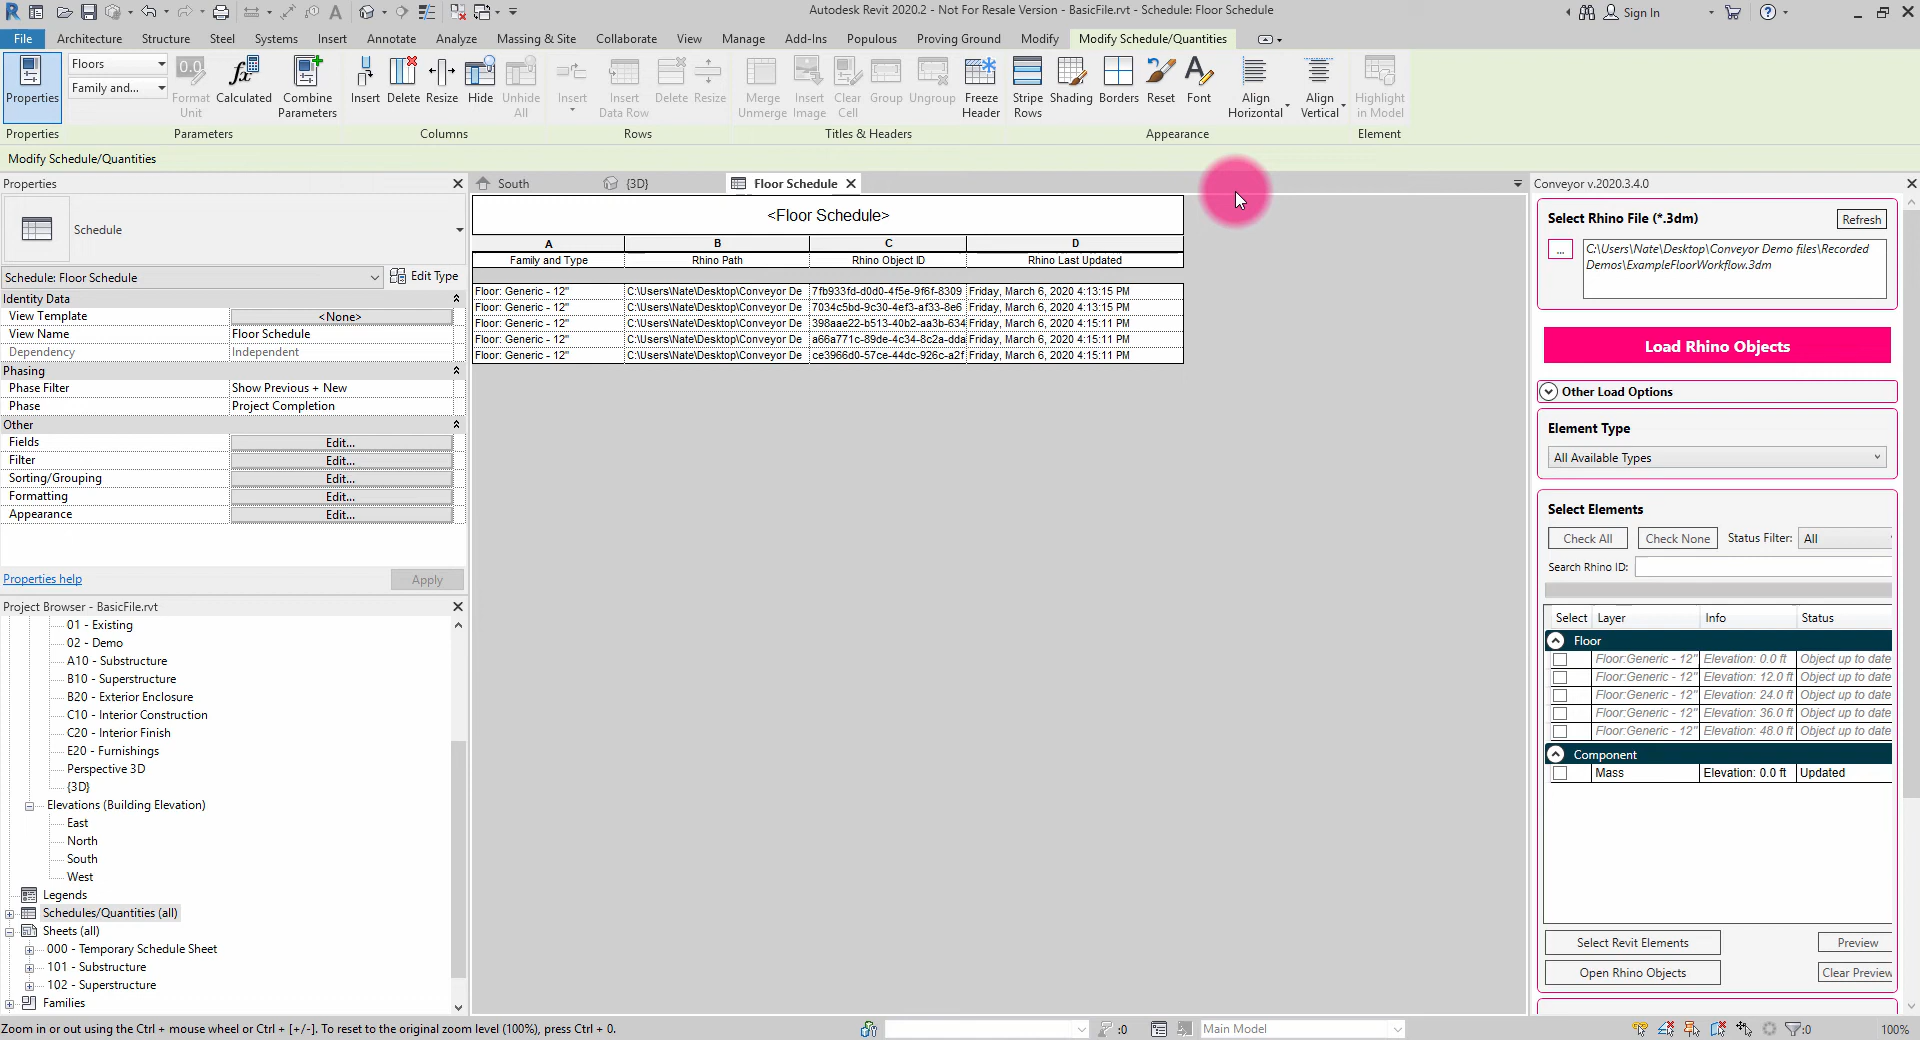 Autodesk Revit 2020.2 - Not For Resale Version - BasicFile.rvt - Schedule: Floor Schedule
Sign In
File Architecture Structure Steel Systems Insert Annotate Analyze Massing & Site Collaborate View Manage Add-Ins Populous Proving Ground Modify Modify Schedule/Quantities
Properties
Floors
Family and...
Format Unit
Calculated
Combine Parameters
Insert Delete Resize Hide Unhide All
Insert Insert Data Row Delete Resize
Merge Unmerge Insert Image Clear Cell Group Ungroup Freeze Header
Stripe Rows Shading Borders Reset Font Align Horizontal Align Vertical
Highlight in Model
Properties Parameters Columns Rows Titles & Headers Appearance Element
Modify Schedule/Quantities
Properties
Schedule
Schedule: Floor Schedule Edit Type
Identity Data
View Template <None>
View Name Floor Schedule
Dependency Independent
Phasing
Phase Filter Show Previous + New
Phase Project Completion
Other
Fields Edit...
Filter Edit...
Sorting/Grouping Edit...
Formatting Edit...
Appearance Edit...
Properties help Apply
Project Browser - BasicFile.rvt
01 - Existing
02 - Demo
A10 - Substructure
B10 - Superstructure
B20 - Exterior Enclosure
C10 - Interior Construction
C20 - Interior Finish
E20 - Furnishings
Perspective 3D
{3D}
Elevations (Building Elevation)
East
North
South
West
Legends
Schedules/Quantities (all)
Sheets (all)
000 - Temporary Schedule Sheet
101 - Substructure
102 - Superstructure
Families
South {3D} Floor Schedule
<Floor Schedule>
A B C D
Family and Type Rhino Path Rhino Object ID Rhino Last Updated
Floor: Generic - 12" C:\Users\Nate\Desktop\Conveyor De 7fb933fd-d0d0-4f5e-9f6f-8309 Friday, March 6, 2020 4:13:15 PM
Floor: Generic - 12" C:\Users\Nate\Desktop\Conveyor De 7034c5bd-9c30-4ef3-af33-8e6 Friday, March 6, 2020 4:13:15 PM
Floor: Generic - 12" C:\Users\Nate\Desktop\Conveyor De 398aae22-b513-40b2-aa3b-634 Friday, March 6, 2020 4:15:11 PM
Floor: Generic - 12" C:\Users\Nate\Desktop\Conveyor De a66a771c-89de-4c34-8c2a-dda Friday, March 6, 2020 4:15:11 PM
Floor: Generic - 12" C:\Users\Nate\Desktop\Conveyor De ce3966d0-57ce-44dc-926c-a2f Friday, March 6, 2020 4:15:11 PM
Conveyor v.2020.3.4.0
Select Rhino File (*.3dm) Refresh
... C:\Users\Nate\Desktop\Conveyor Demo files\Recorded
Demos\ExampleFloorWorkflow.3dm
Load Rhino Objects
Other Load Options
Element Type
All Available Types
Select Elements
Check All Check None Status Filter: All
Search Rhino ID:
Select Layer Info Status
Floor
Floor:Generic - 12" Elevation: 0.0 ft Object up to date
Floor:Generic - 12" Elevation: 12.0 ft Object up to date
Floor:Generic - 12" Elevation: 24.0 ft Object up to date
Floor:Generic - 12" Elevation: 36.0 ft Object up to date
Floor:Generic - 12" Elevation: 48.0 ft Object up to date
Component
Mass Elevation: 0.0 ft Updated
Select Revit Elements Preview
Open Rhino Objects Clear Preview
Zoom in or out using the Ctrl + mouse wheel or Ctrl + [+/-]. To reset to the original zoom level (100%), press Ctrl + 0.
:0
Main Model
:0
100%